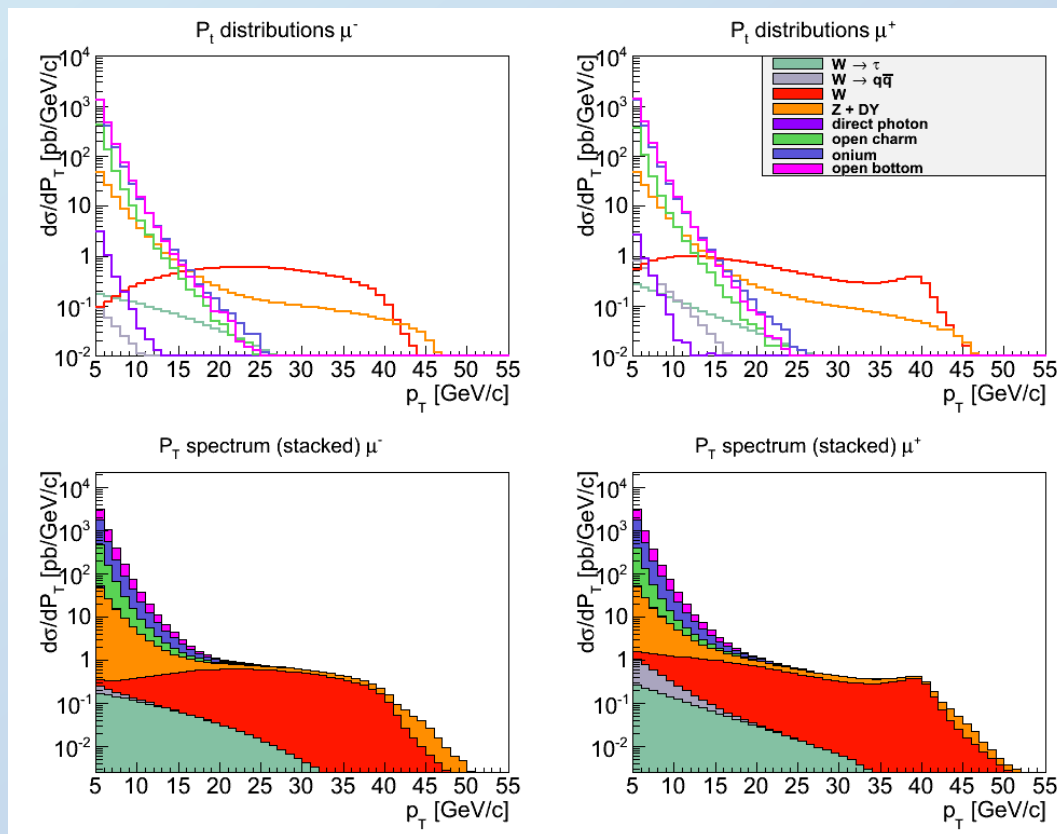 Pₜ distributions μ⁻
dσ/dP_T [pb/GeV/c]
10⁴
10³
10²
10
1
10⁻¹
10⁻²
5 10 15 20 25 30 35 40 45 50 55
p_T [GeV/c]
Pₜ distributions μ⁺
dσ/dP_T [pb/GeV/c]
10⁴
10³
10²
10
1
10⁻¹
10⁻²
W → τ
W → qq̅
W
Z + DY
direct photon
open charm
onium
open bottom
5 10 15 20 25 30 35 40 45 50 55
p_T [GeV/c]
P_T spectrum (stacked) μ⁻
dσ/dP_T [pb/GeV/c]
10⁴
10³
10²
10
1
10⁻¹
10⁻²
5 10 15 20 25 30 35 40 45 50 55
p_T [GeV/c]
P_T spectrum (stacked) μ⁺
dσ/dP_T [pb/GeV/c]
10⁴
10³
10²
10
1
10⁻¹
10⁻²
5 10 15 20 25 30 35 40 45 50 55
p_T [GeV/c]